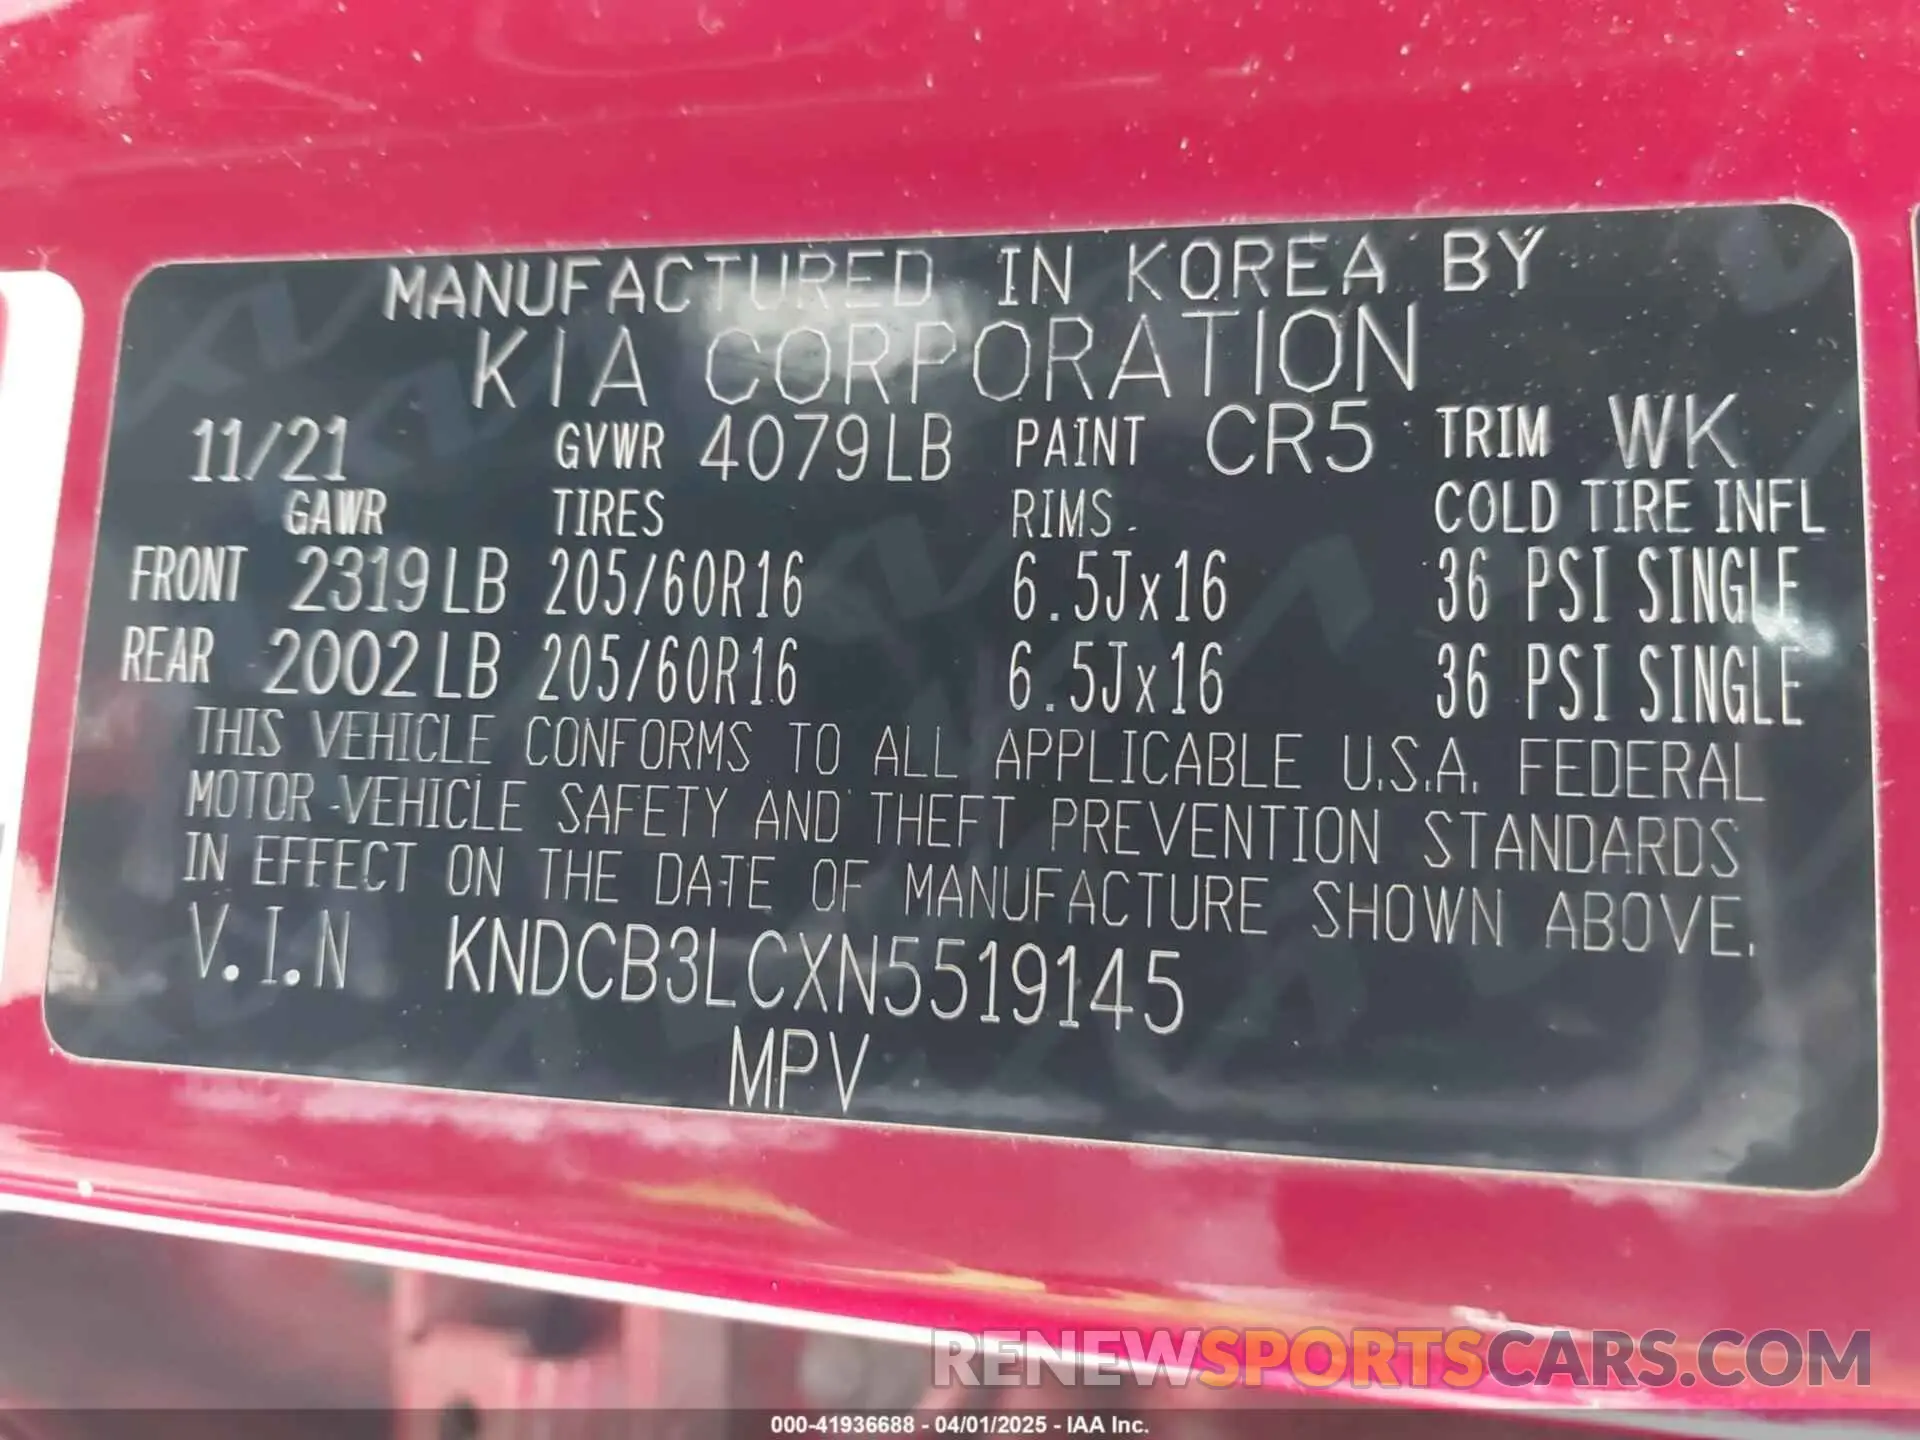 MANUFACTURED IN KOREA BY
KIA CORPORATION
11/21 GVWR 4079LB PAINT CR5 TRIM WK
GAWR TIRES RIMS COLD TIRE INFL
FRONT 2319LB 205/60R16 6.5Jx16 36 PSI SINGLE
REAR 2002LB 205/60R16 6.5Jx16 36 PSI SINGLE
THIS VEHICLE CONFORMS TO ALL APPLICABLE U.S.A. FEDERAL
MOTOR VEHICLE SAFETY AND THEFT PREVENTION STANDARDS
IN EFFECT ON THE DATE OF MANUFACTURE SHOWN ABOVE.
V.I.N KNDCB3LCXN5519145
MPV
RENEWSPORTSCARS.COM
000-41936688 - 04/01/2025 - IAA Inc.